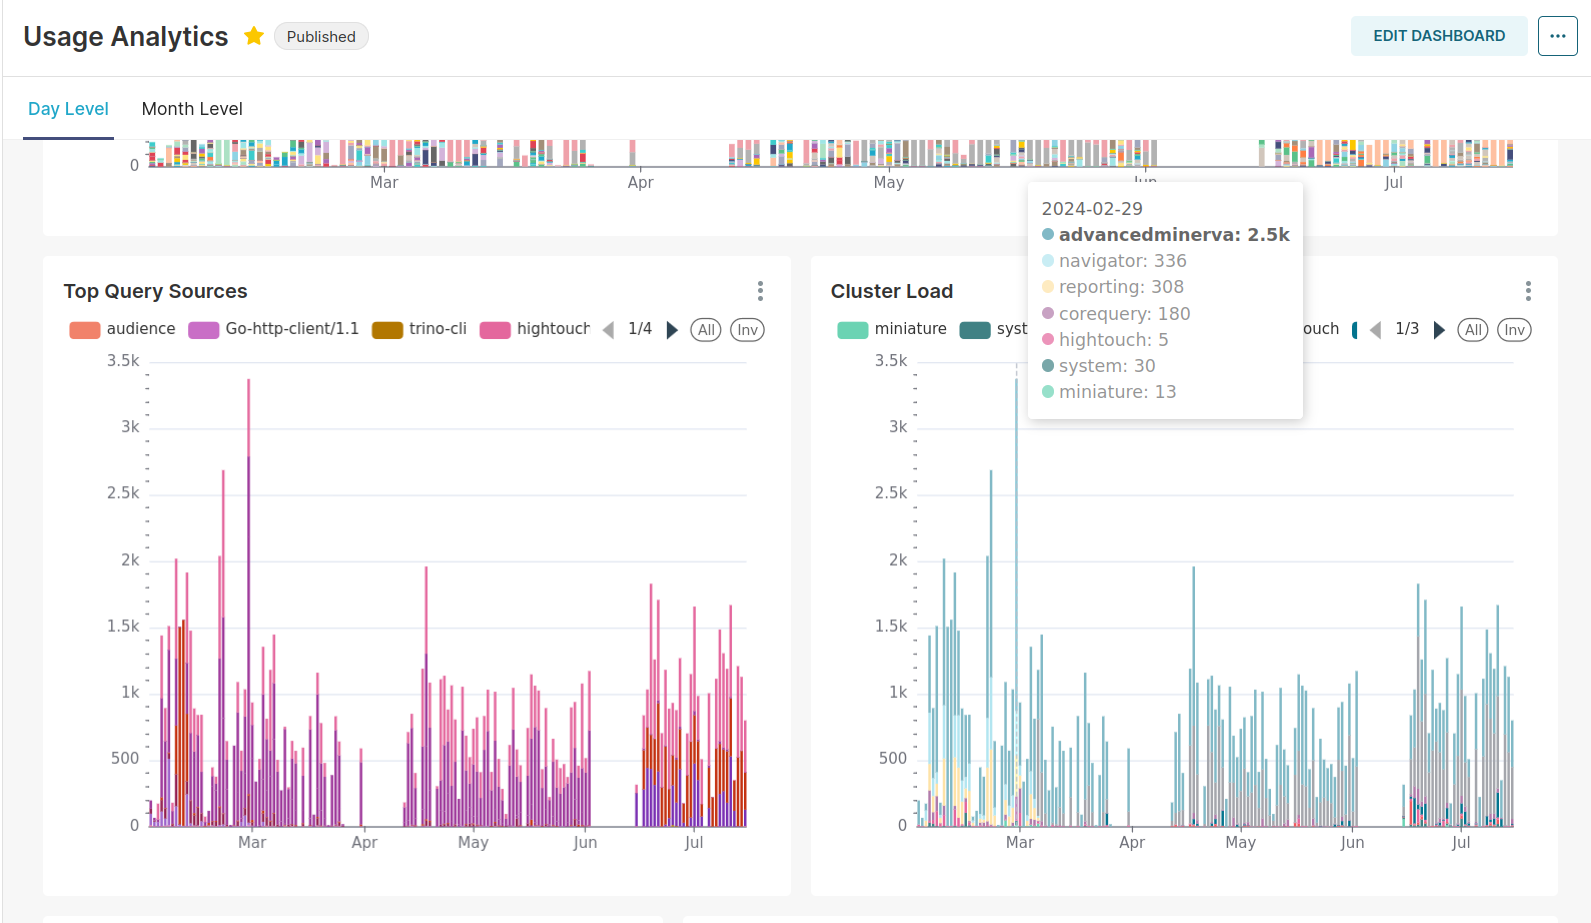 Usage Analytics Published EDIT DASHBOARD ...
Day Level Month Level
0
Mar Apr May Jun Jul
2024-02-29
advancedminerva: 2.5k
navigator: 336
reporting: 308
corequery: 180
hightouch: 5
system: 30
miniature: 13
Top Query Sources
audience Go-http-client/1.1 trino-cli hightouch 1/4 All Inv
3.5k
3k
2.5k
2k
1.5k
1k
500
0
Mar Apr May Jun Jul
Cluster Load
miniature syst ouch 1/3 All Inv
3.5k
3k
2.5k
2k
1.5k
1k
500
0
Mar Apr May Jun Jul